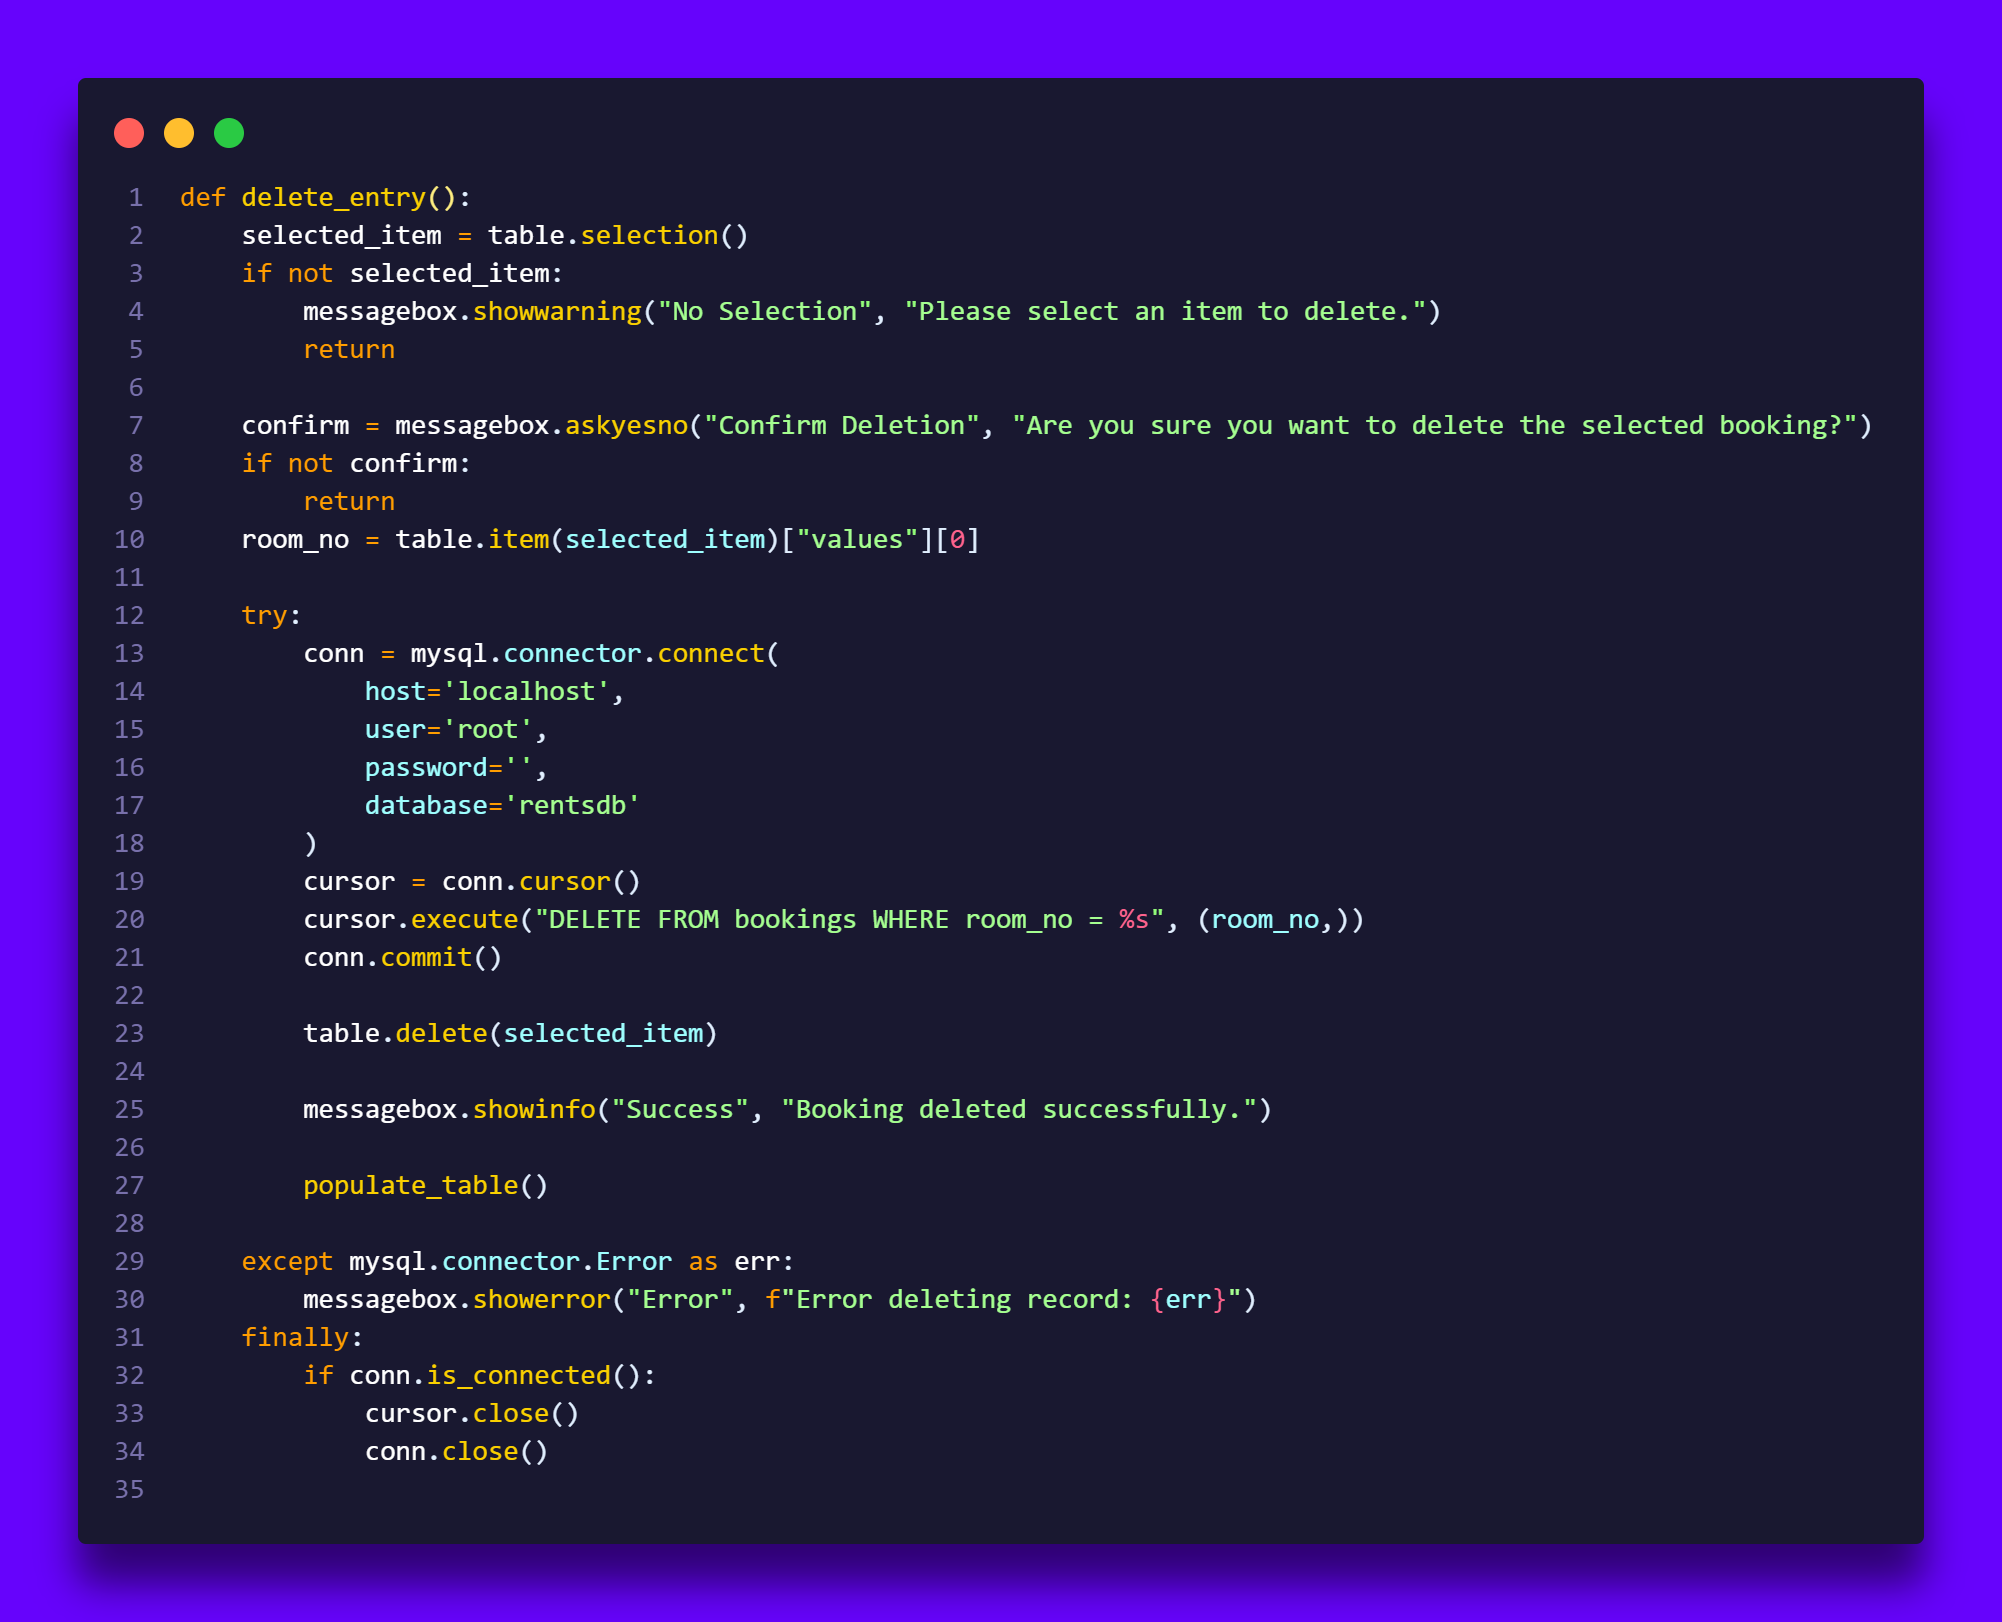 1 def delete_entry():
2     selected_item = table.selection()
3     if not selected_item:
4         messagebox.showwarning("No Selection", "Please select an item to delete.")
5         return
6
7     confirm = messagebox.askyesno("Confirm Deletion", "Are you sure you want to delete the selected booking?")
8     if not confirm:
9         return
10     room_no = table.item(selected_item)["values"][0]
11
12     try:
13         conn = mysql.connector.connect(
14             host='localhost',
15             user='root',
16             password='',
17             database='rentsdb'
18         )
19         cursor = conn.cursor()
20         cursor.execute("DELETE FROM bookings WHERE room_no = %s", (room_no,))
21         conn.commit()
22
23         table.delete(selected_item)
24
25         messagebox.showinfo("Success", "Booking deleted successfully.")
26
27         populate_table()
28
29     except mysql.connector.Error as err:
30         messagebox.showerror("Error", f"Error deleting record: {err}")
31     finally:
32         if conn.is_connected():
33             cursor.close()
34             conn.close()
35